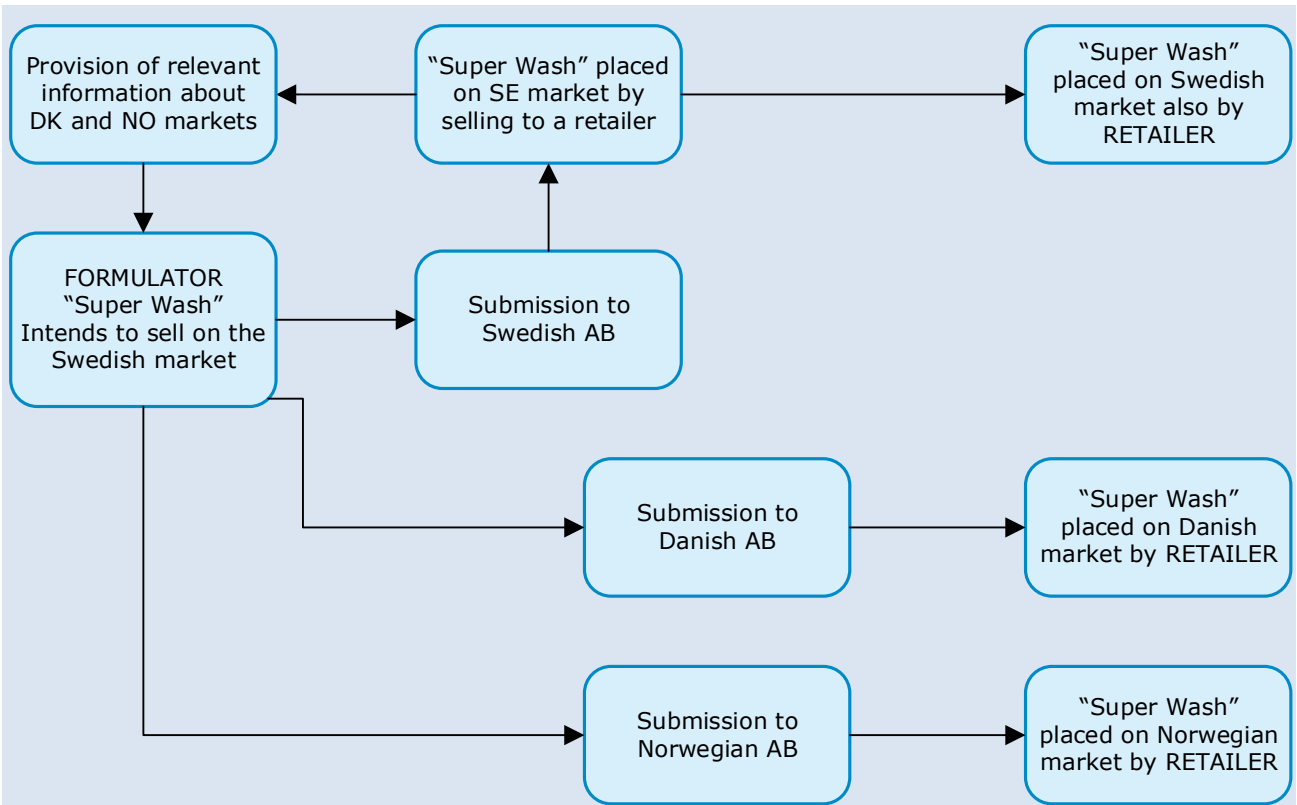 Provision of relevant
information about
DK and NO markets
“Super Wash” placed
on SE market by
selling to a retailer
“Super Wash”
placed on Swedish
market also by
RETAILER
FORMULATOR
“Super Wash”
Intends to sell on the
Swedish market
Submission to
Swedish AB
Submission to
Danish AB
“Super Wash”
placed on Danish
market by RETAILER
Submission to
Norwegian AB
“Super Wash”
placed on Norwegian
market by RETAILER